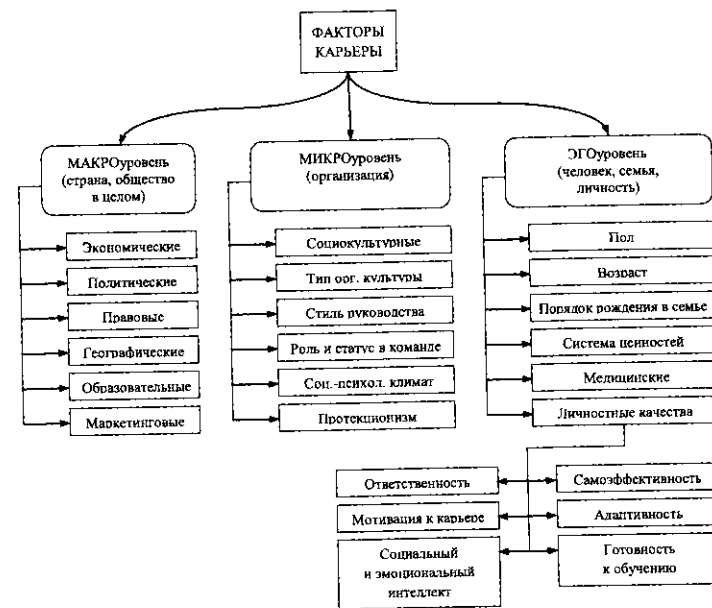 ФАКТОРЫ
КАРЬЕРЫ
МАКРОуровень
(страна, общество
в целом)
Экономические
Политические
Правовые
Географические
Образовательные
Маркетинговые
МИКРОуровень
(организация)
Социокультурные
Тип орг. культуры
Стиль руководства
Роль и статус в команде
Соц.-психол. климат
Протекционизм
ЭГОуровень
(человек, семья,
личность)
Пол
Возраст
Порядок рождения в семье
Система ценностей
Медицинские
Личностные качества
Ответственность
Самоэффективность
Мотивация к карьере
Адаптивность
Социальный
и эмоциональный
интеллект
Готовность
к обучению